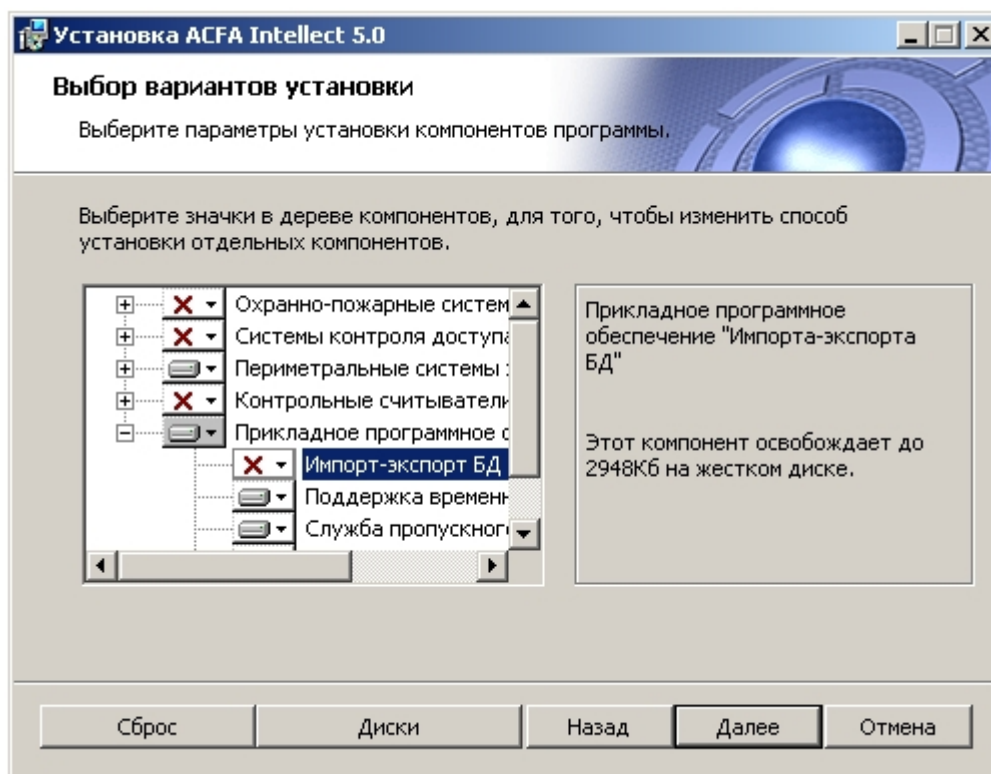 Установка ACFA Intellect 5.0
Выбор вариантов установки
Выберите параметры установки компонентов программы.
Выберите значки в дереве компонентов, для того, чтобы изменить способ
установки отдельных компонентов.
Охранно-пожарные систем
Системы контроля доступа
Периметральные системы
Контрольные считыватели
Прикладное программное с
Импорт-экспорт БД
Поддержка временн
Служба пропускного
Прикладное программное
обеспечение "Импорта-экспорта
БД"
Этот компонент освобождает до
2948Кб на жестком диске.
Сброс
Диски
Назад
Далее
Отмена